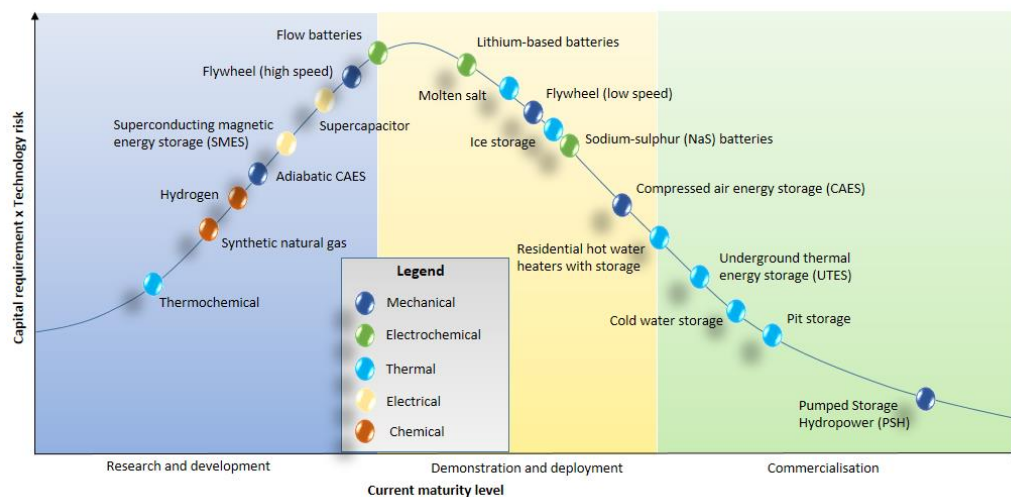 Capital requirement x Technology risk
Flow batteries
Flywheel (high speed)
Supercapacitor
Superconducting magnetic
energy storage (SMES)
Adiabatic CAES
Hydrogen
Synthetic natural gas
Thermochemical
Lithium-based batteries
Molten salt
Flywheel (low speed)
Ice storage
Sodium-sulphur (NaS) batteries
Compressed air energy storage (CAES)
Residential hot water
heaters with storage
Underground thermal
energy storage (UTES)
Cold water storage
Pit storage
Pumped Storage
Hydropower (PSH)
Legend
Mechanical
Electrochemical
Thermal
Electrical
Chemical
Research and development
Demonstration and deployment
Commercialisation
Current maturity level